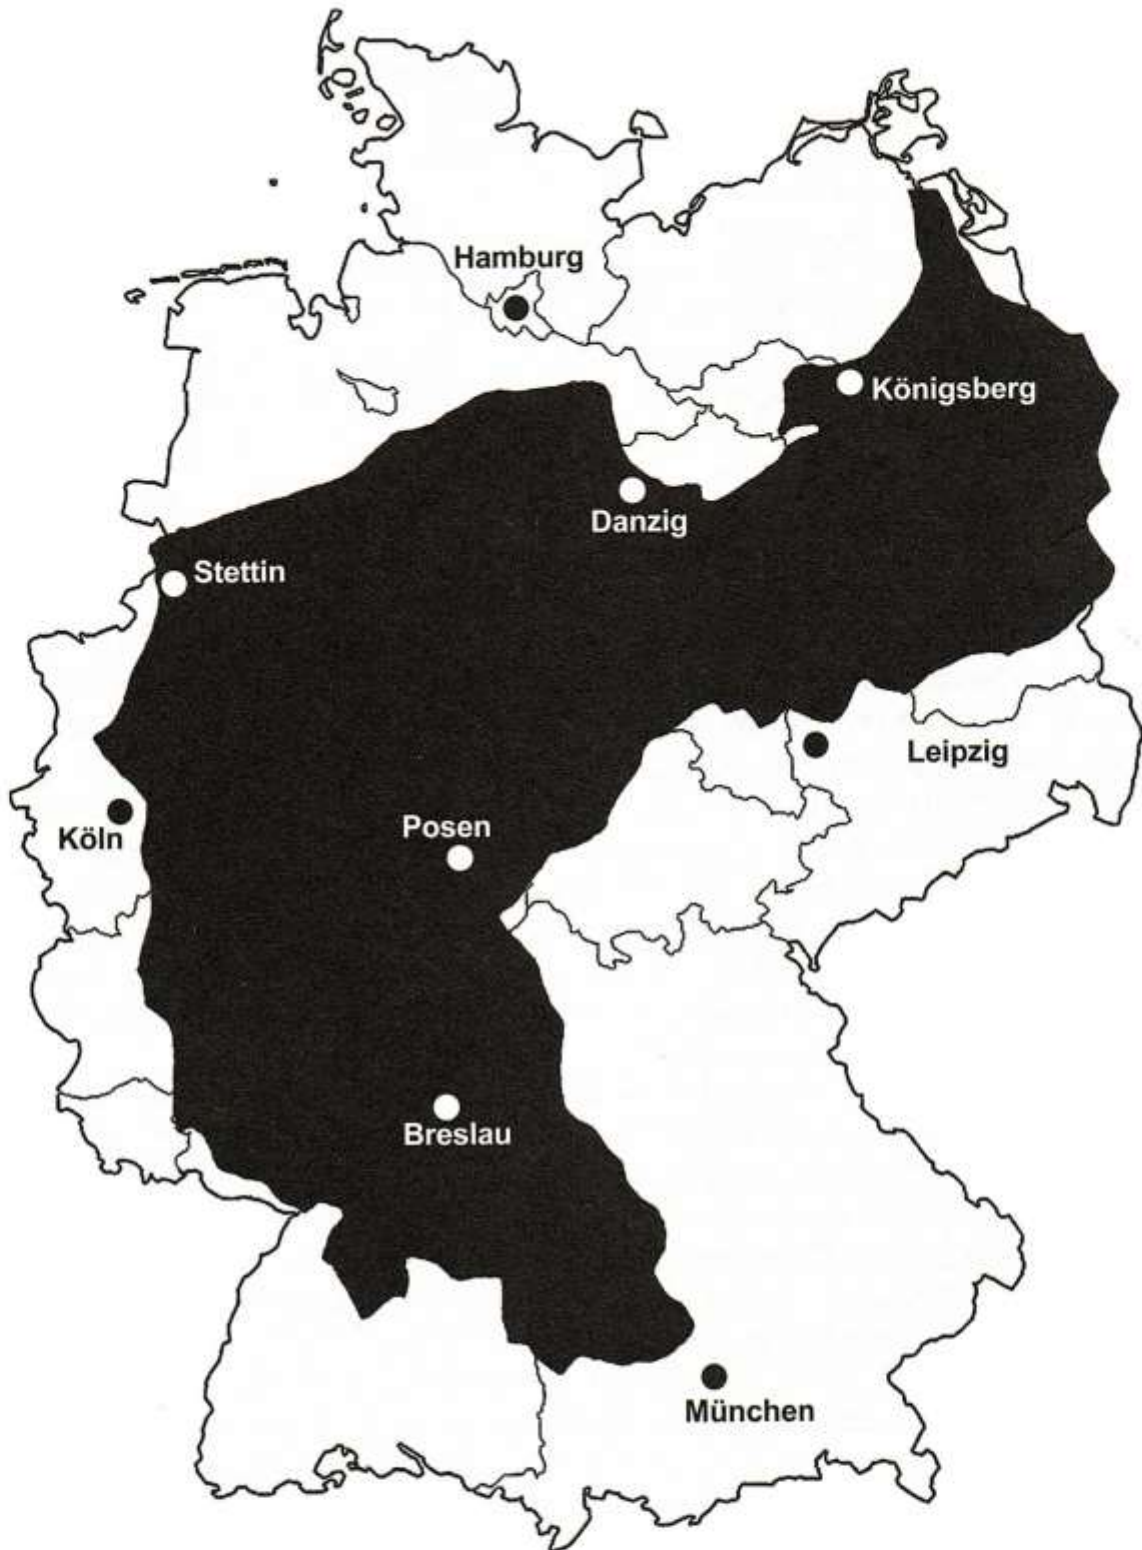 Hamburg
Königsberg
Danzig
Stettin
Leipzig
Posen
Köln
Breslau
München